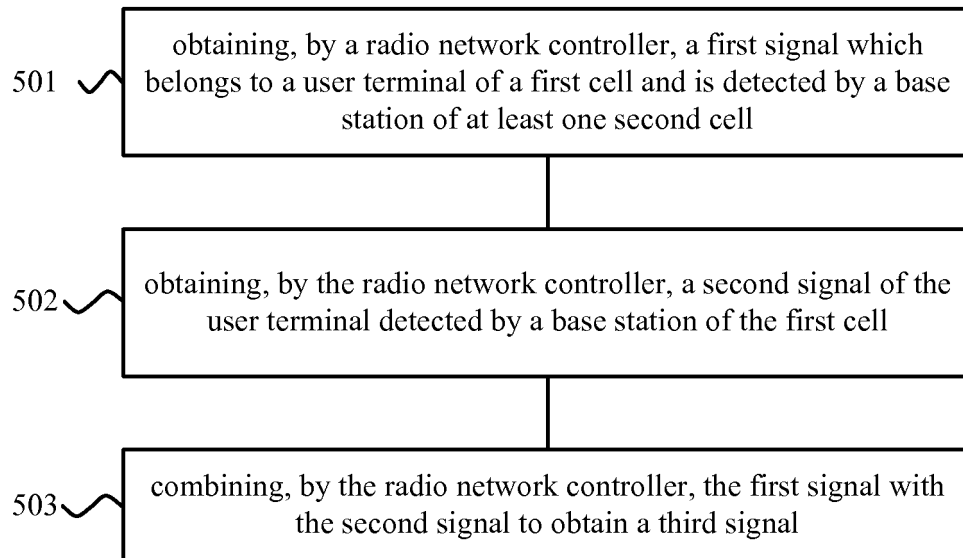 501
obtaining, by a radio network controller, a first signal which
belongs to a user terminal of a first cell and is detected by a base
station of at least one second cell
502
obtaining, by the radio network controller, a second signal of the
user terminal detected by a base station of the first cell
503
combining, by the radio network controller, the first signal with
the second signal to obtain a third signal